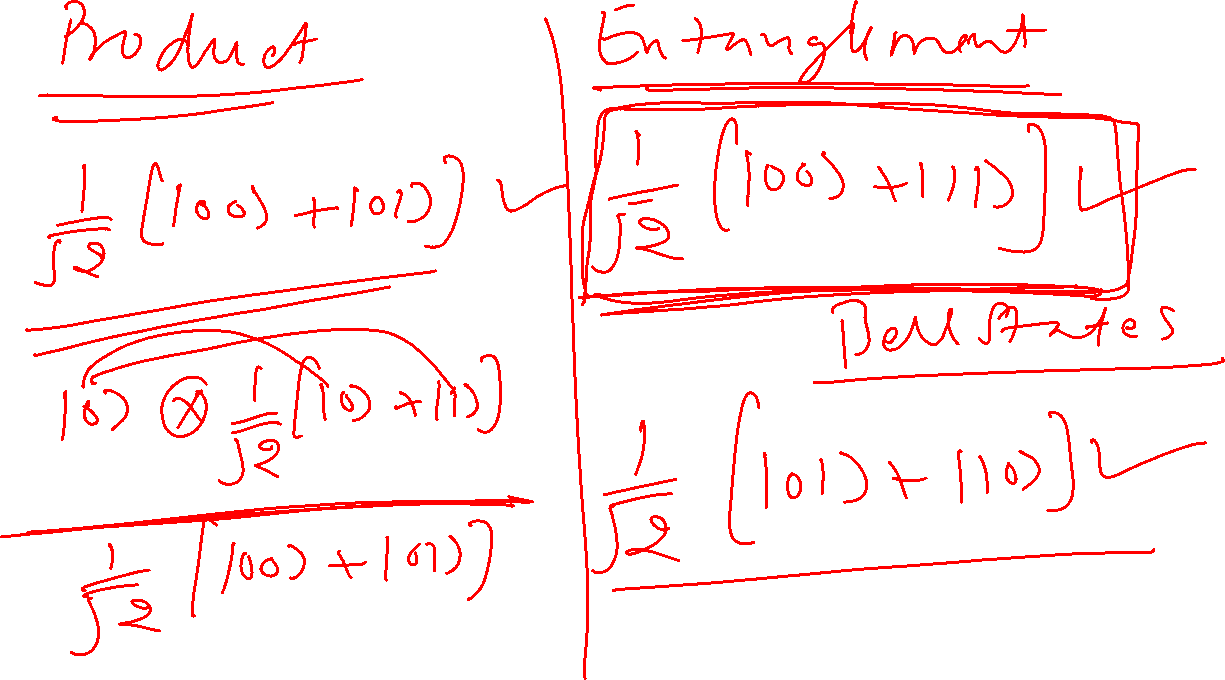 Product
1/√2 [|00⟩ + |01⟩] ✓
|0⟩ ⊗ 1/√2 [|0⟩ + |1⟩]
1/√2 [|00⟩ + |01⟩]
Entanglement
1/√2 [|00⟩ + |11⟩] ✓
Bell States
1/√2 [|01⟩ + |10⟩] ✓